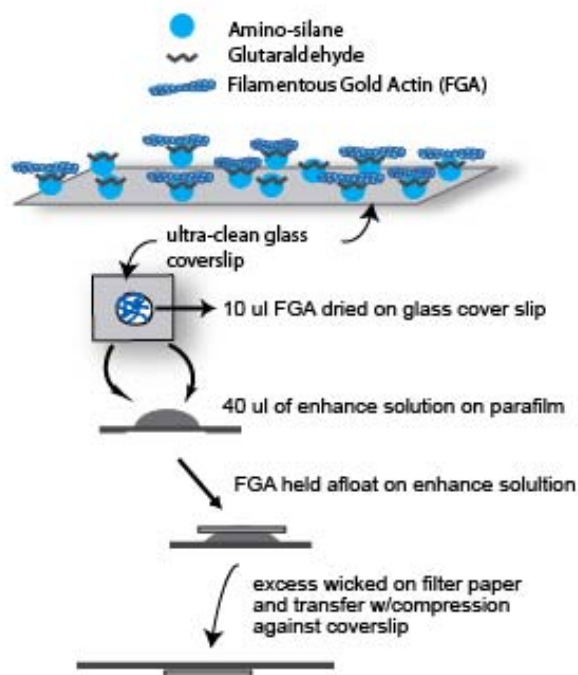 Amino-silane
Glutaraldehyde
Filamentous Gold Actin (FGA)
ultra-clean glass
coverslip
10 ul FGA dried on glass cover slip
40 ul of enhance solution on parafilm
FGA held afloat on enhance solultion
excess wicked on filter paper
and transfer w/compression
against coverslip